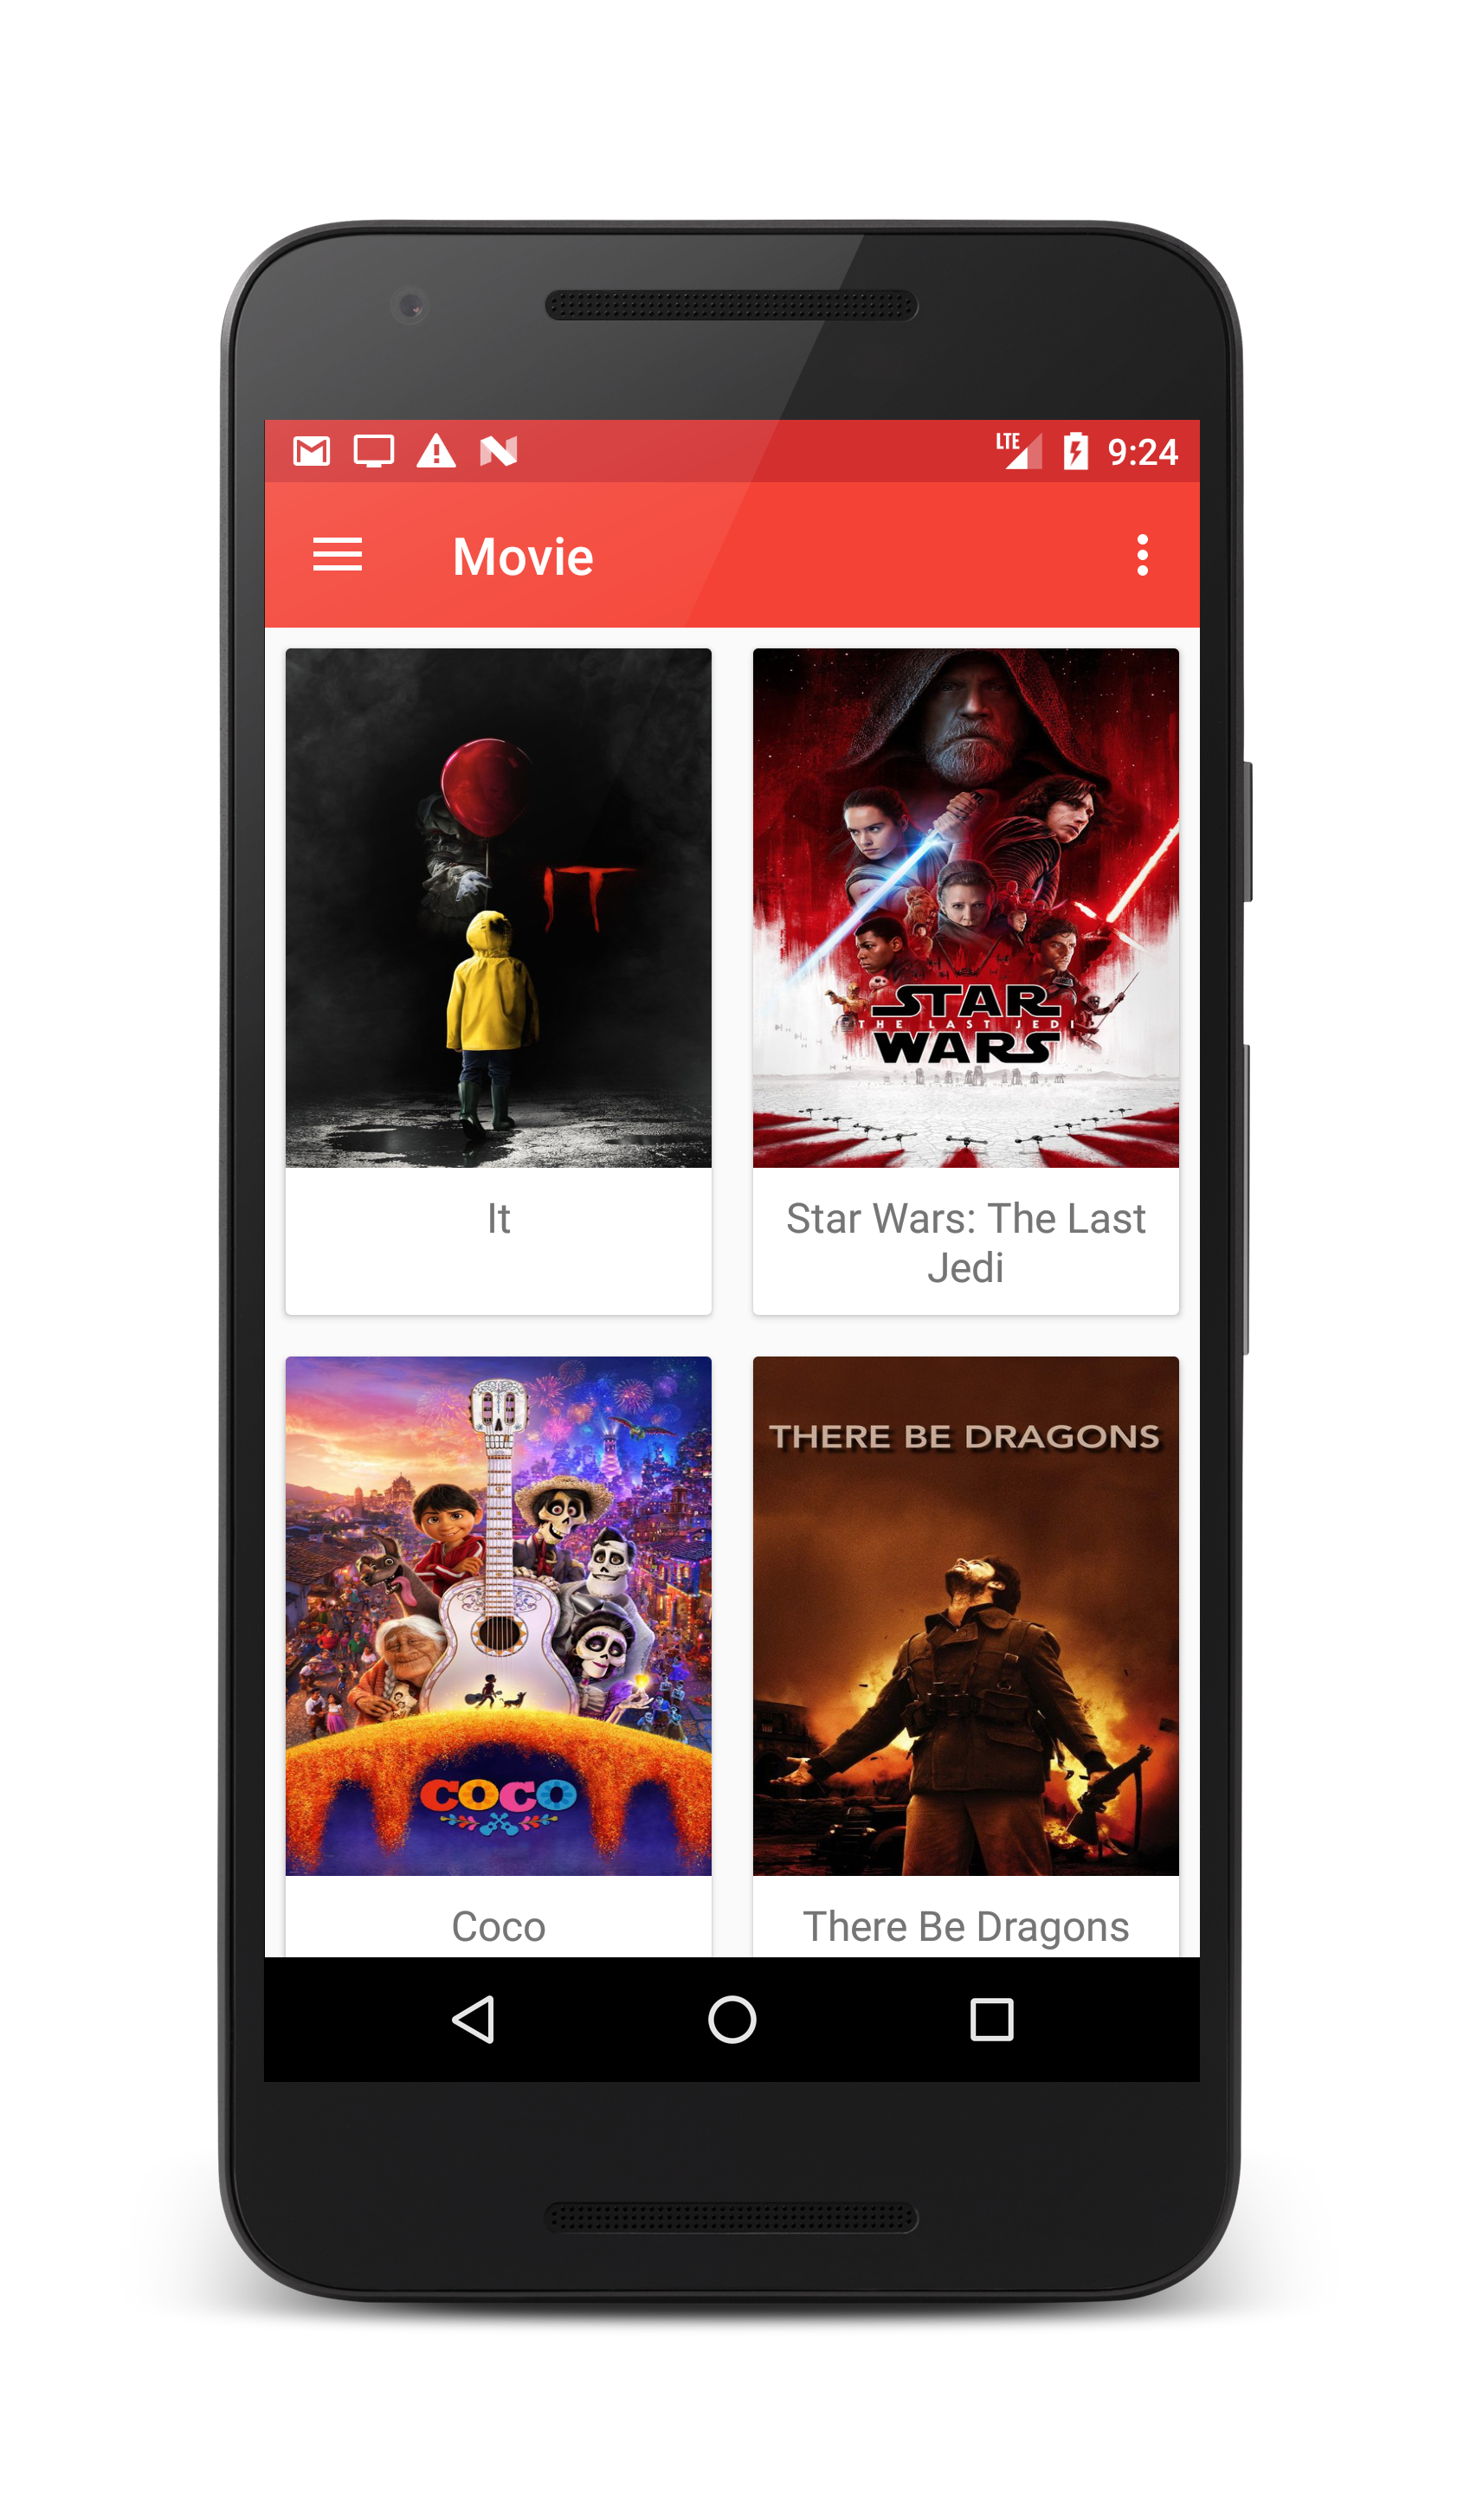 LTE
9:24
Movie
IT
STAR
THE LAST JEDI
WARS
It
Star Wars: The Last
Jedi
THERE BE DRAGONS
COCO
Coco
There Be Dragons